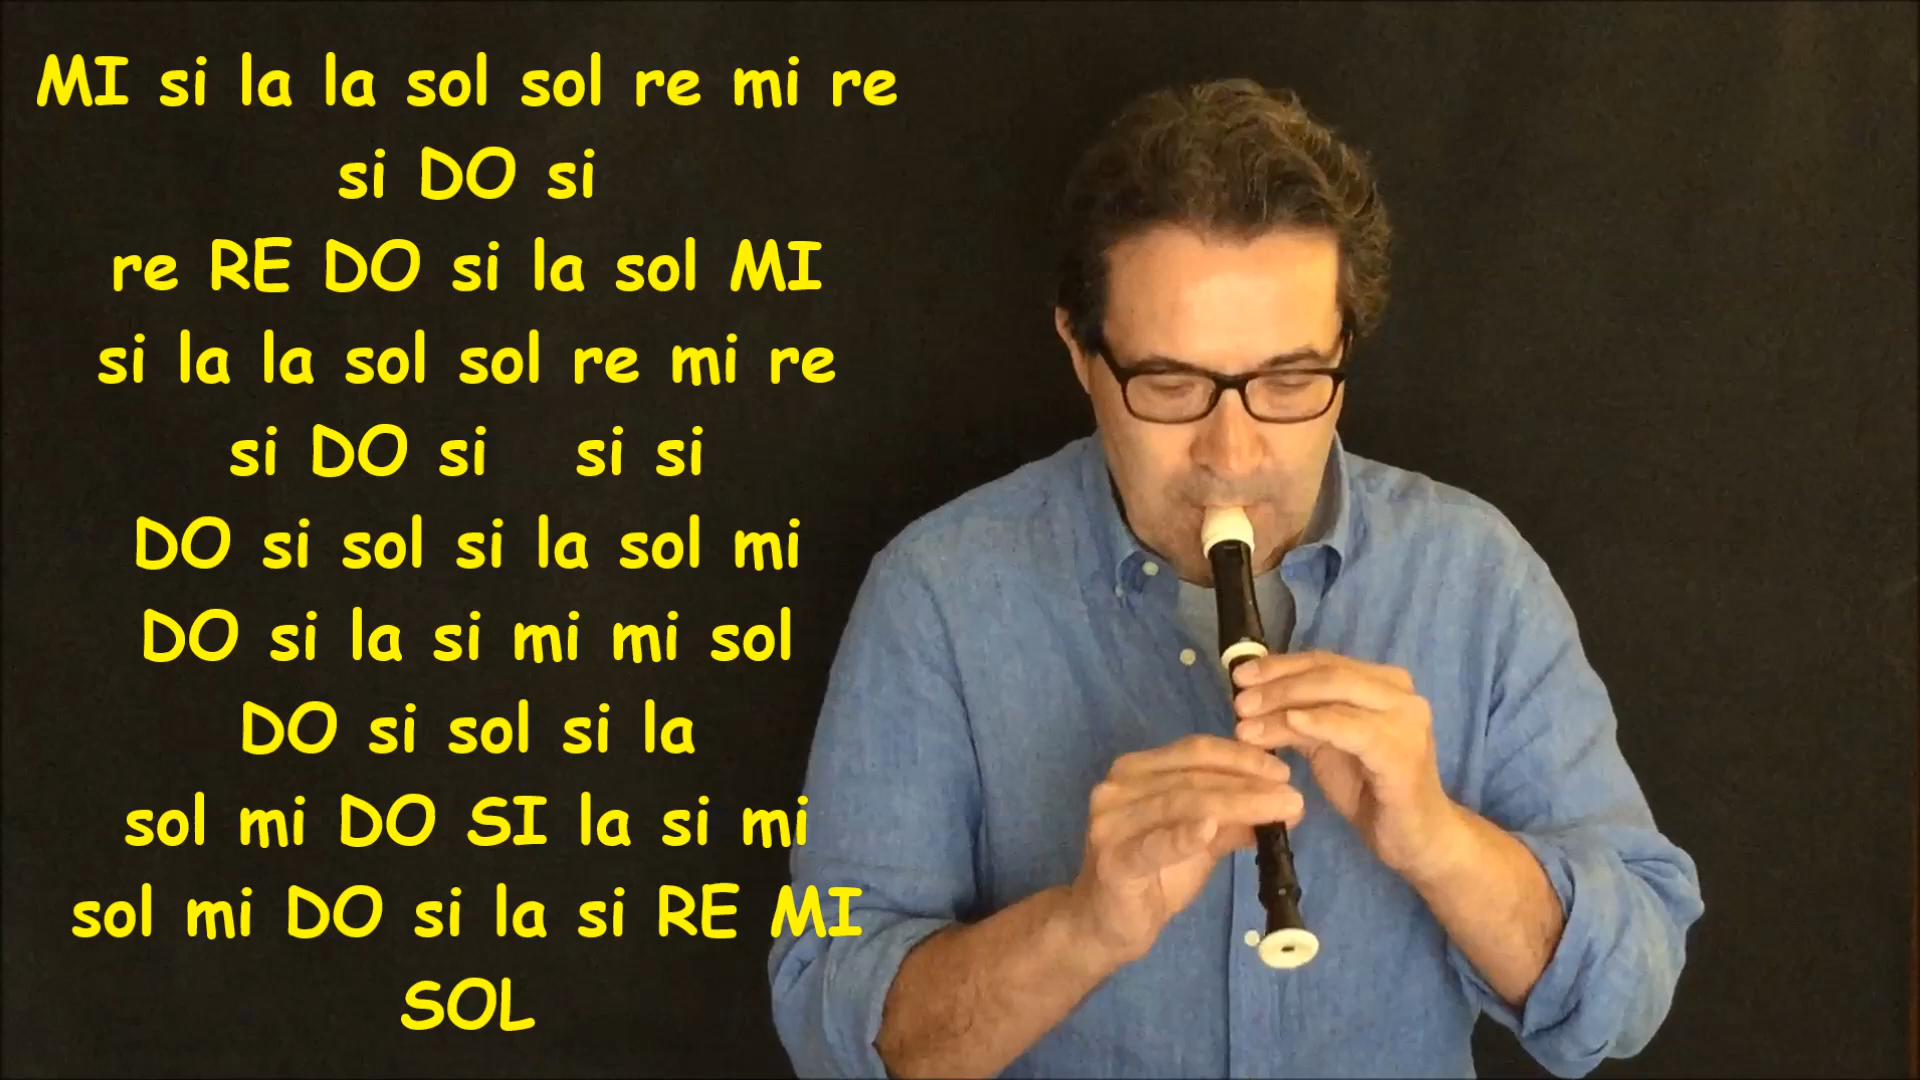 MI si la la sol sol re mi re
si DO si
re RE DO si la sol MI
si la la sol sol re mi re
si DO si si si
DO si sol si la sol mi
DO si la si mi mi sol
DO si sol si la
sol mi DO SI la si mi
sol mi DO si la si RE MI
SOL